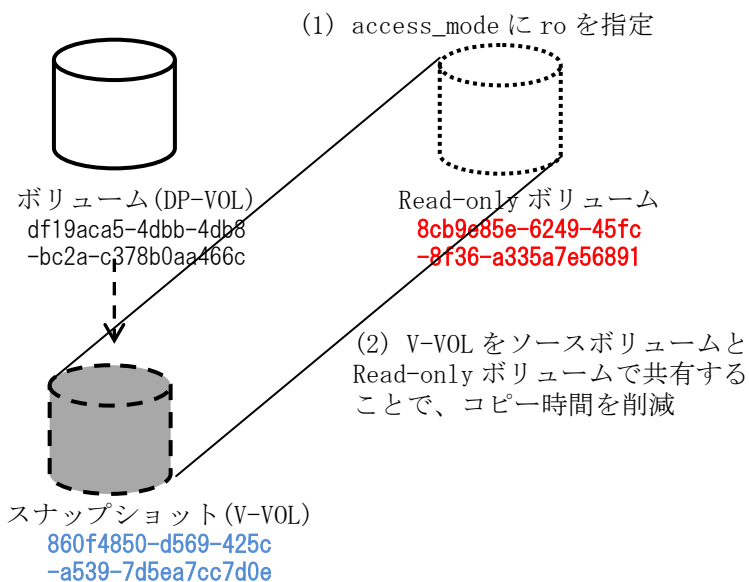 (1) access_mode に ro を指定
ボリューム(DP-VOL)
df19aca5-4dbb-4db8
-bc2a-c378b0aa466c
Read-only ボリューム
8cb9e85e-6249-45fc
-8f36-a335a7e56891
(2) V-VOL をソースボリュームと
Read-only ボリュームで共有する
ことで、コピー時間を削減
スナップショット(V-VOL)
860f4850-d569-425c
-a539-7d5ea7cc7d0e